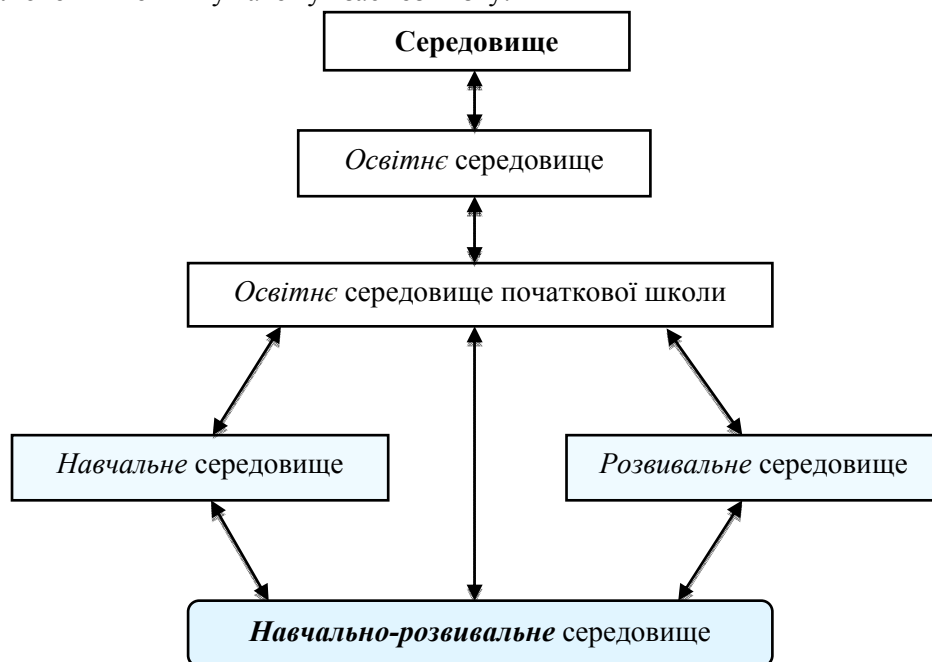 Середовище
Освітнє середовище
Освітнє середовище початкової школи
Навчальне середовище
Розвивальне середовище
Навчально-розвивальне середовище